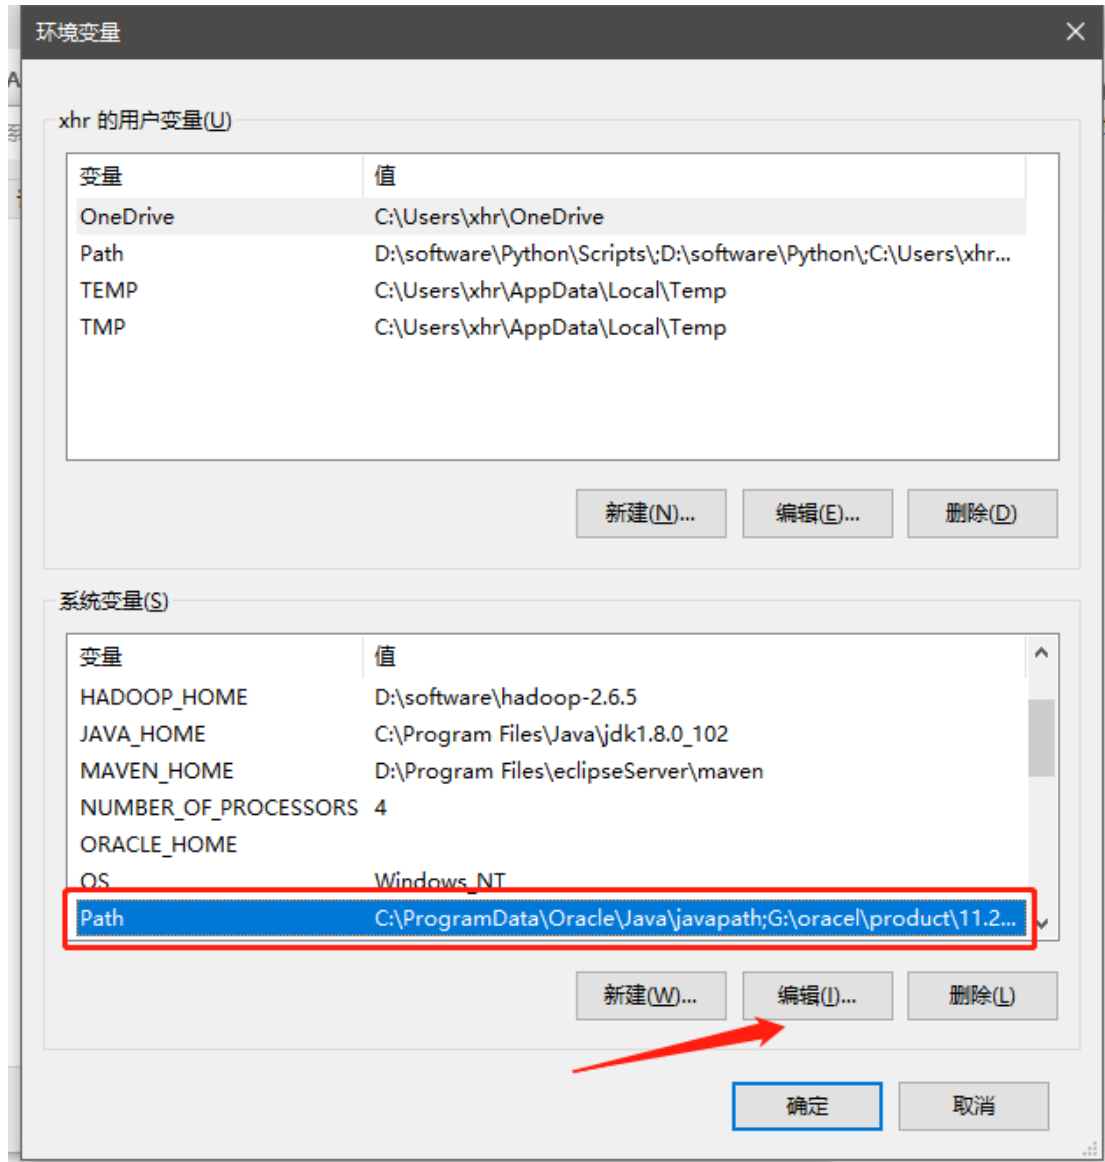 环境变量
xhr 的用户变量(U)
变量 值
OneDrive C:\Users\xhr\OneDrive
Path D:\software\Python\Scripts\;D:\software\Python\;C:\Users\xhr...
TEMP C:\Users\xhr\AppData\Local\Temp
TMP C:\Users\xhr\AppData\Local\Temp
新建(N)... 编辑(E)... 删除(D)
系统变量(S)
变量 值
HADOOP_HOME D:\software\hadoop-2.6.5
JAVA_HOME C:\Program Files\Java\jdk1.8.0_102
MAVEN_HOME D:\Program Files\eclipseServer\maven
NUMBER_OF_PROCESSORS 4
ORACLE_HOME
OS Windows_NT
Path C:\ProgramData\Oracle\Java\javapath;G:\oracel\product\11.2...
新建(W)... 编辑(I)... 删除(L)
确定 取消